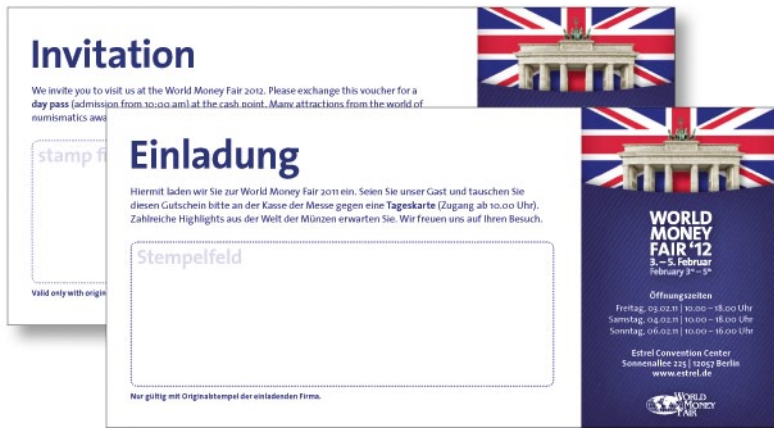 Invitation
We invite you to visit us at the World Money Fair 2012. Please exchange this voucher for a
day pass (admission from 10:00 am) at the cash point. Many attractions from the world of
numismatics
stamp
Valid only with
Einladung
Hiermit laden wir Sie zur World Money Fair 2011 ein. Seien Sie unser Gast und tauschen Sie
diesen Gutschein bitte an der Kasse der Messe gegen eine Tageskarte (Zugang ab 10.00 Uhr).
Zahlreiche Highlights aus der Welt der Münzen erwarten Sie. Wir freuen uns auf Ihren Besuch.
Stempelfeld
Nur gültig mit Originabtempel der einladenden Firma.
WORLD
MONEY
FAIR '12
3. – 5. Februar
February 3rd – 5th
Öffnungszeiten
Freitag, 03.02.11 | 10.00 – 18.00 Uhr
Samstag, 04.02.11 | 10.00 – 18.00 Uhr
Sonntag, 06.02.11 | 10.00 – 16.00 Uhr
Estrel Convention Center
Sonnenallee 225 | 12057 Berlin
www.estrel.de
WORLD
MONEY
FAIR